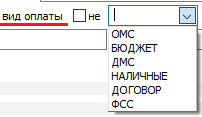 вид оплаты не
ОМС
БЮДЖЕТ
ДМС
НАЛИЧНЫЕ
ДОГОВОР
ФСС